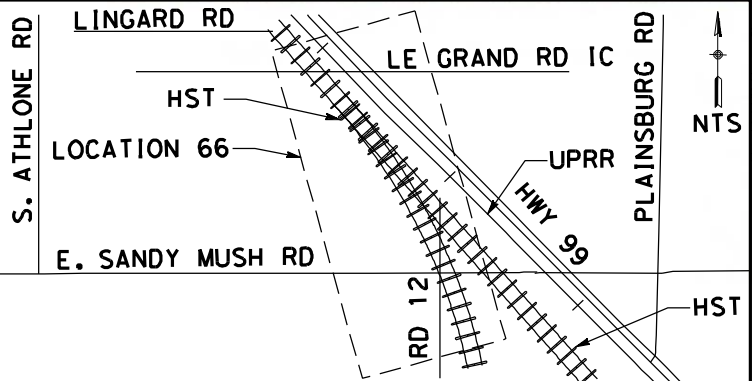 LINGARD RD
S. ATHLONE RD
LE GRAND RD IC
PLAINSBURG RD
NTS
HST
LOCATION 66
UPRR
HWY 99
E. SANDY MUSH RD
RD 12
HST